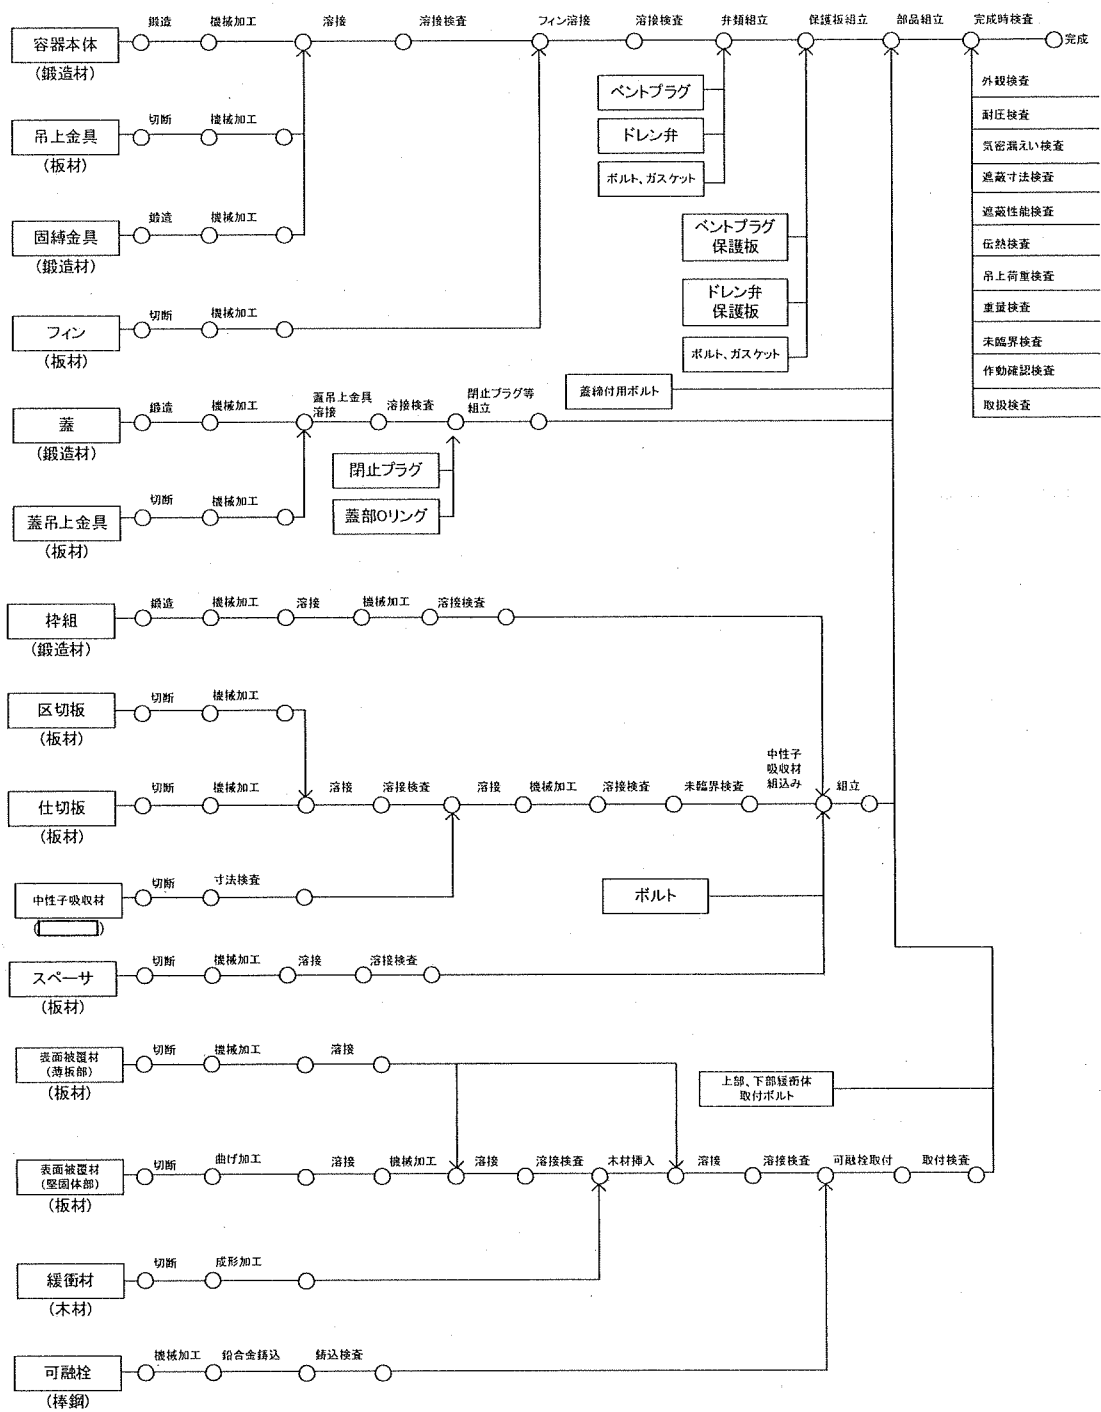 鍛造 機械加工 溶接 溶接検査 フィン溶接 溶接検査 弁類組立 保護板組立 部品組立 完成時検査
容器本体
完成
(鍛造材)
外観検査
ベントプラグ
耐圧検査
切断 機械加工
吊上金具
ドレン弁
気密漏えい検査
(板材)
ボルト、ガスケット
遮蔽寸法検査
鍛造 機械加工
遮蔽性能検査
固縛金具
ベントプラグ
保護板
伝熱検査
(鍛造材)
吊上荷重検査
ドレン弁
保護板
重量検査
切断 機械加工
フィン
未臨界検査
(板材)
ボルト、ガスケット
作動確認検査
蓋締付用ボルト
取扱検査
鍛造 機械加工
蓋吊上金具
溶接
溶接検査
閉止プラグ等
組立
蓋
(鍛造材)
閉止プラグ
切断 機械加工
蓋部Oリング
蓋吊上金具
(板材)
鍛造 機械加工 溶接 機械加工 溶接検査
枠組
(鍛造材)
切断 機械加工
区切板
(板材)
中性子
吸収材
組込み
切断 機械加工 溶接 溶接検査 溶接 機械加工 溶接検査 未臨界検査 組立
仕切板
(板材)
切断 寸法検査
中性子吸収材
( )
ボルト
切断 機械加工 溶接 溶接検査
スペーサ
(板材)
切断 機械加工 溶接
表面被覆材
(薄板部)
(板材)
上部、下部緩衝体
取付ボルト
切断 曲げ加工 溶接 機械加工 溶接 溶接検査 木材挿入 溶接 溶接検査 可融栓取付 取付検査
表面被覆材
(堅固体部)
(板材)
切断 成形加工
緩衝材
(木材)
機械加工 鉛合金鋳込 鋳込検査
可融栓
(棒鋼)